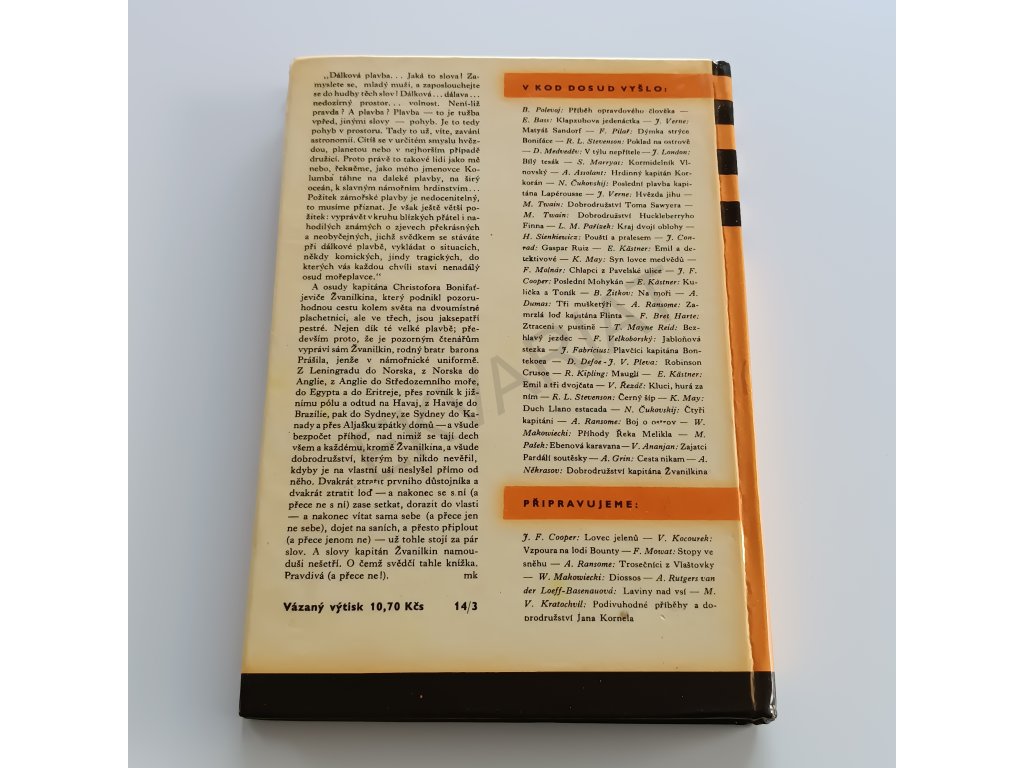 „Dálková plavba... Jaká to slova! Za-
myslete se, mladý muži, a zaposlouchejte
se do hudby těch slov! Dálková... dálava...
nedozírný prostor... volnost. Není-liž
pravda? A plavba? Plavba — to je tužba
vpřed, jinými slovy — pohyb. Je to tedy
pohyb v prostoru. Tady to už, víte, zavání
astronomií. Cítíš se v určitém smyslu hvěz-
dou, planetou nebo v nejhorším případě
družicí. Proto právě to takové lidi jako mě
nebo, řekněme, jako mého jmenovce Ko-
lumba táhne na daleké plavby, na širý
oceán, k slavným námořním hrdinstvím...
Požitek zámořské plavby je nedocenitelný,
to musíme přiznat. Je však ještě větší po-
žitek: vyprávět v kruhu blízkých přátel i na-
hodilých známých o zjevech překrásných
a neobyčejných, jichž svědkem se stáváte
při dálkové plavbě, vykládat o situacích,
někdy komických, jindy tragických, do
kterých vás každou chvíli staví nenadálý
osud mořeplavce.“
A osudy kapitána Christofora Bonifať-
jeviče Žvanilkina, který podnikl pozoru-
hodnou cestu kolem světa na dvoumístné
plachetnici, ale ve třech, jsou jaksepatří
pestré. Nejen dík té velké plavbě; pře-
devším proto, že je pozorným čtenářům
vypráví sám Žvanilkin, rodný bratr barona
Prášila, jenže v námořnické uniformě.
Z Leningradu do Norska, z Norska do
Anglie, z Anglie do Středozemního moře,
do Egypta a do Eritreje, přes rovník k již-
nímu pólu a odtud na Havaj, z Havaje do
Brazílie, pak do Sydney, ze Sydney do Ka-
nady a přes Aljašku zpátky domů — a všude
bezpočet příhod, nad nimiž se tají dech
všem a každému, kromě Žvanilkina, a všude
dobrodružství, kterým by nikdo nevěřil,
kdyby je na vlastní uši neslyšel přímo od
něho. Dvakrát ztratit prvního důstojníka a
dvakrát ztratit loď — a nakonec se s ní (a
přece ne s ní) zase setkat, dorazit do vlasti
— a nakonec vítat sama sebe (a přece jen
ne sebe), dojet na saních, a přesto připlout
(a přece jenom ne) — už tohle stojí za pár
slov. A slovy kapitán Žvanilkin namou-
duši nešetří. O čemž svědčí tahle knížka.
Pravdivá (a přece ne!). mk
Vázaný výtisk 10,70 Kčs 14/3
V KOD DOSUD VYŠLO:
B. Polevoj: Příběh opravdového člověka —
E. Bass: Klapzubova jedenáctka — J. Verne:
Matyáš Sandorf — F. Pilař: Dýmka strýce
Boniface — R. L. Stevenson: Poklad na ostrově
— D. Medveděv: V týlu nepřítele — J. London:
Bílý tesák — S. Marryat: Kormidelník Vl-
novský — A. Assolant: Hrdinný kapitán Kor-
korán — N. Čukovskij: Poslední plavba kapi-
tána Lapérousse — J. Verne: Hvězda jihu —
M. Twain: Dobrodružství Toma Sawyera —
M. Twain: Dobrodružství Huckleberryho
Finna — L. M. Pařízek: Kraj dvojí oblohy —
H. Sienkiewicz: Pouští a pralesem — J. Con-
rad: Gaspar Ruiz — E. Kästner: Emil a de-
tektivové — K. May: Syn lovce medvědů —
F. Molnár: Chlapci z Pavelské ulice — J. F.
Cooper: Poslední Mohykán — E. Kästner: Ku-
lička a Toník — B. Žitkov: Na moři — A.
Dumas: Tři mušketýři — A. Ransome: Za-
mrzlá loď kapitána Flinta — F. Bret Harte:
Ztraceni v pustině — T. Mayne Reid: Bez-
hlavý jezdec — F. Velkoborský: Jabloňová
stezka — J. Fabricius: Plavčíci kapitána Bon-
tekoea — D. Defoe - J. V. Pleva: Robinson
Crusoe — R. Kipling: Mauglí — E. Kästner:
Emil a tři dvojčata — V. Řezáč: Kluci, hurá za
ním — R. L. Stevenson: Černý šíp — K. May:
Duch Llano estacada — N. Čukovskij: Čtyři
kapitáni — A. Ransome: Boj o ostrov — W.
Makowiecki: Příhody Řeka Melikla — M.
Pašek: Ebenová karavana — V. Ananjan: Zajatci
Pardálí soutěsky — A. Grin: Cesta nikam — A.
Někrasov: Dobrodružství kapitána Žvanilkina
PŘIPRAVUJEME:
J. F. Cooper: Lovec jelenů — V. Kocourek:
Vzpoura na lodi Bounty — F. Mowat: Stopy ve
sněhu — A. Ransome: Trosečníci z Vlaštovky
— W. Makowiecki: Diossos — A. Rutgers van
der Loeff-Basenauová: Laviny nad vsí — M.
V. Kratochvíl: Podivuhodné příběhy a do-
brodružství Jana Kornela